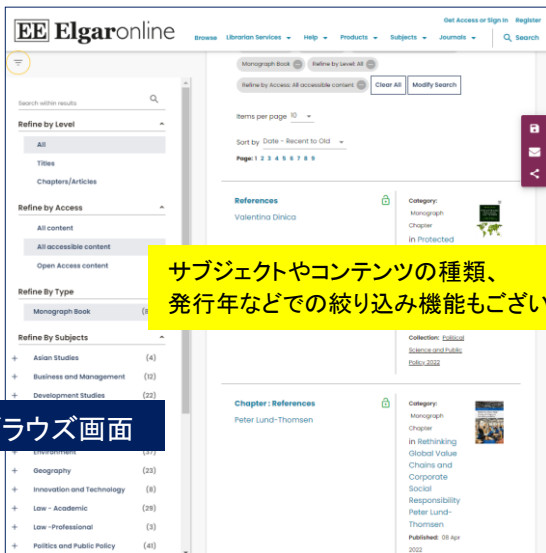 Get Access or Sign In Register
EE Elgaronline
Browse Librarian Services Help Products Subjects Journals Search
Monograph Book Refine by Level: All
Refine by Access: All accessible content Clear All Modify Search
Search within results
Items per page 10
Sort by Date - Recent to Old
Page: 1 2 3 4 5 6 7 8 9
Refine by Level
All
Titles
Chapters/Articles
Refine by Access
All content
All accessible content
Open Access content
Refine By Type
Monograph Book
Refine By Subjects
+ Asian Studies (4)
+ Business and Management (12)
+ Development Studies (22)
(37)
+ Geography (23)
+ Innovation and Technology (8)
+ Law - Academic (29)
+ Law -Professional (3)
+ Politics and Public Policy (41)
References
Valentina Dinica
Category:
Monograph
Chapter
in Protected
サブジェクトやコンテンツの種類、
発行年などでの絞り込み機能もござい
Collection: Political
Science and Public
Policy 2022
ラウズ画面
Chapter : References
Peter Lund-Thomsen
Category:
Monograph
Chapter
in Rethinking
Global Value
Chains and
Corporate
Social
Responsibility
Peter Lund-
Thomsen
Published: 08 Apr
2022